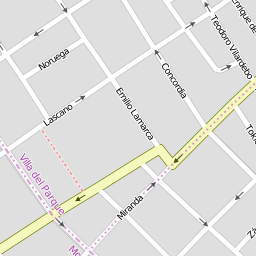 Enrique de
Teodoro Vilardebo
Noruega
Concordia
Emilio Lamarca
Lascano
Villa del Parque
Miranda